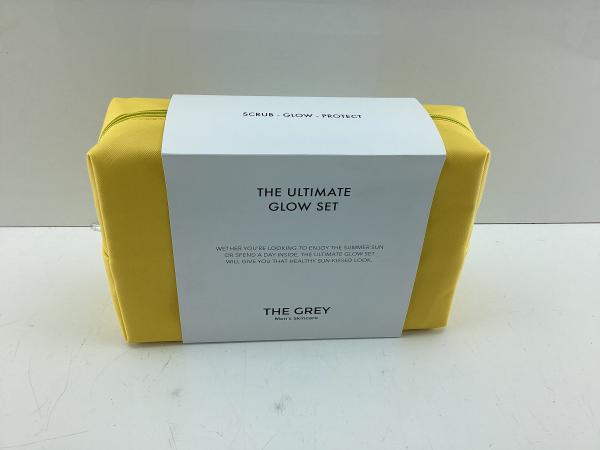 SCRUB - GLOW - PROTECT
THE ULTIMATE
GLOW SET
WETHER YOU'RE LOOKING TO ENJOY THE SUMMER SUN
OR SPEND A DAY INSIDE, THE ULTIMATE GLOW SET
WILL GIVE YOU THAT HEALTHY SUN-KISSED LOOK.
THE GREY
Men's Skincare